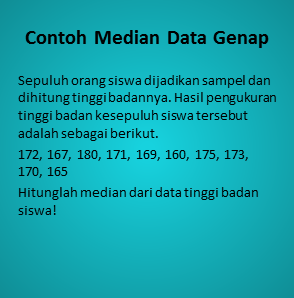 Contoh Median Data Genap
Sepuluh orang siswa dijadikan sampel dan
dihitung tinggi badannya. Hasil pengukuran
tinggi badan kesepuluh siswa tersebut
adalah sebagai berikut.
172, 167, 180, 171, 169, 160, 175, 173,
170, 165
Hitunglah median dari data tinggi badan
siswa!